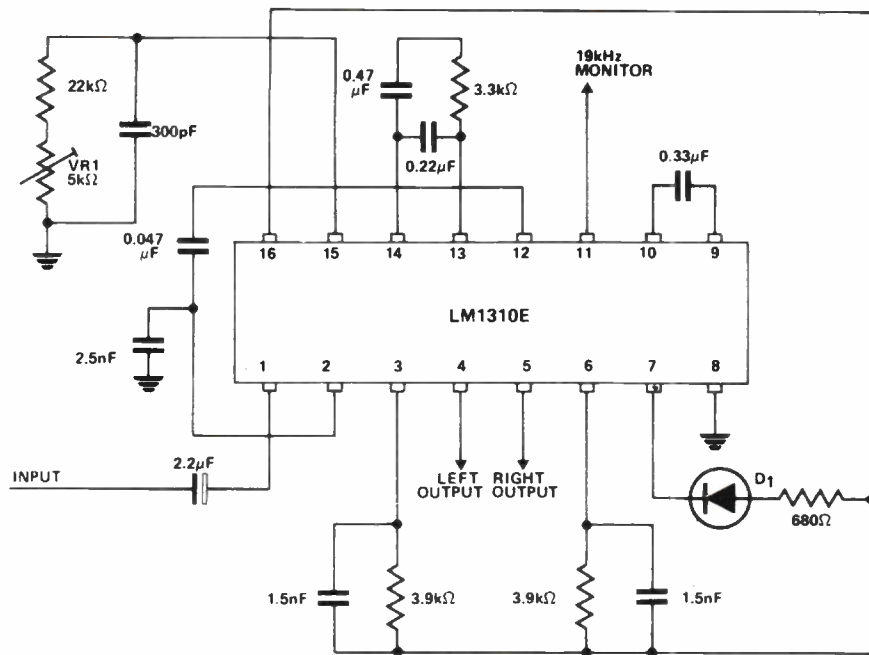 22kΩ
VR1
5kΩ
300pF
0.47
μF
3.3kΩ
0.22μF
19kHz
MONITOR
0.33μF
0.047
μF
16 15 14 13 12 11 10 9
LM1310E
2.5nF
1 2 3 4 5 6 7 8
INPUT
2.2μF
LEFT
OUTPUT
RIGHT
OUTPUT
D1
680Ω
1.5nF
3.9kΩ
3.9kΩ
1.5nF